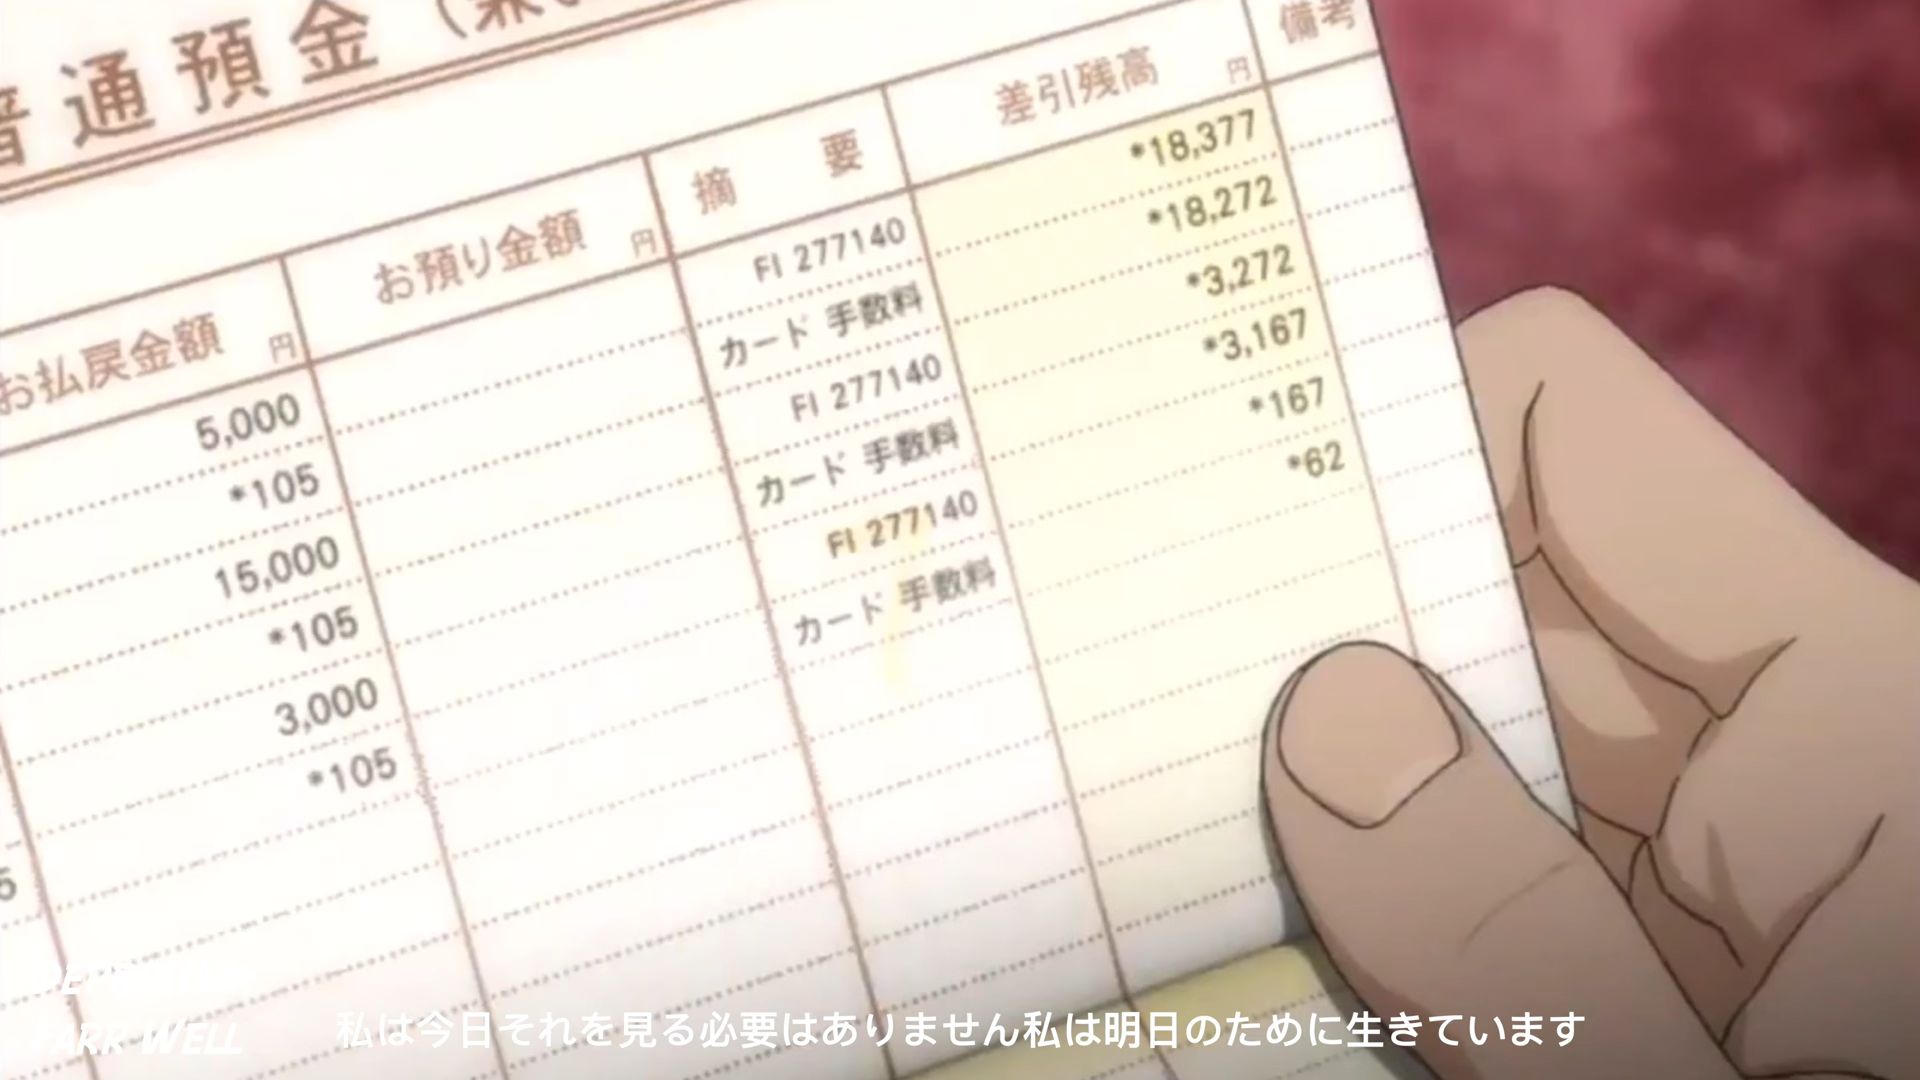 普通預金(兼
お払戻金額 円 お預り金額 円 摘要 差引残高 円 備考
5,000 FI 277140 *18,377
*105 カード 手数料 *18,272
15,000 FI 277140 *3,272
*105 カード 手数料 *3,167
3,000 FI 277140 *167
*105 カード 手数料 *62
5
WELL
私は今日それを見る必要はありません私は明日のために生きています